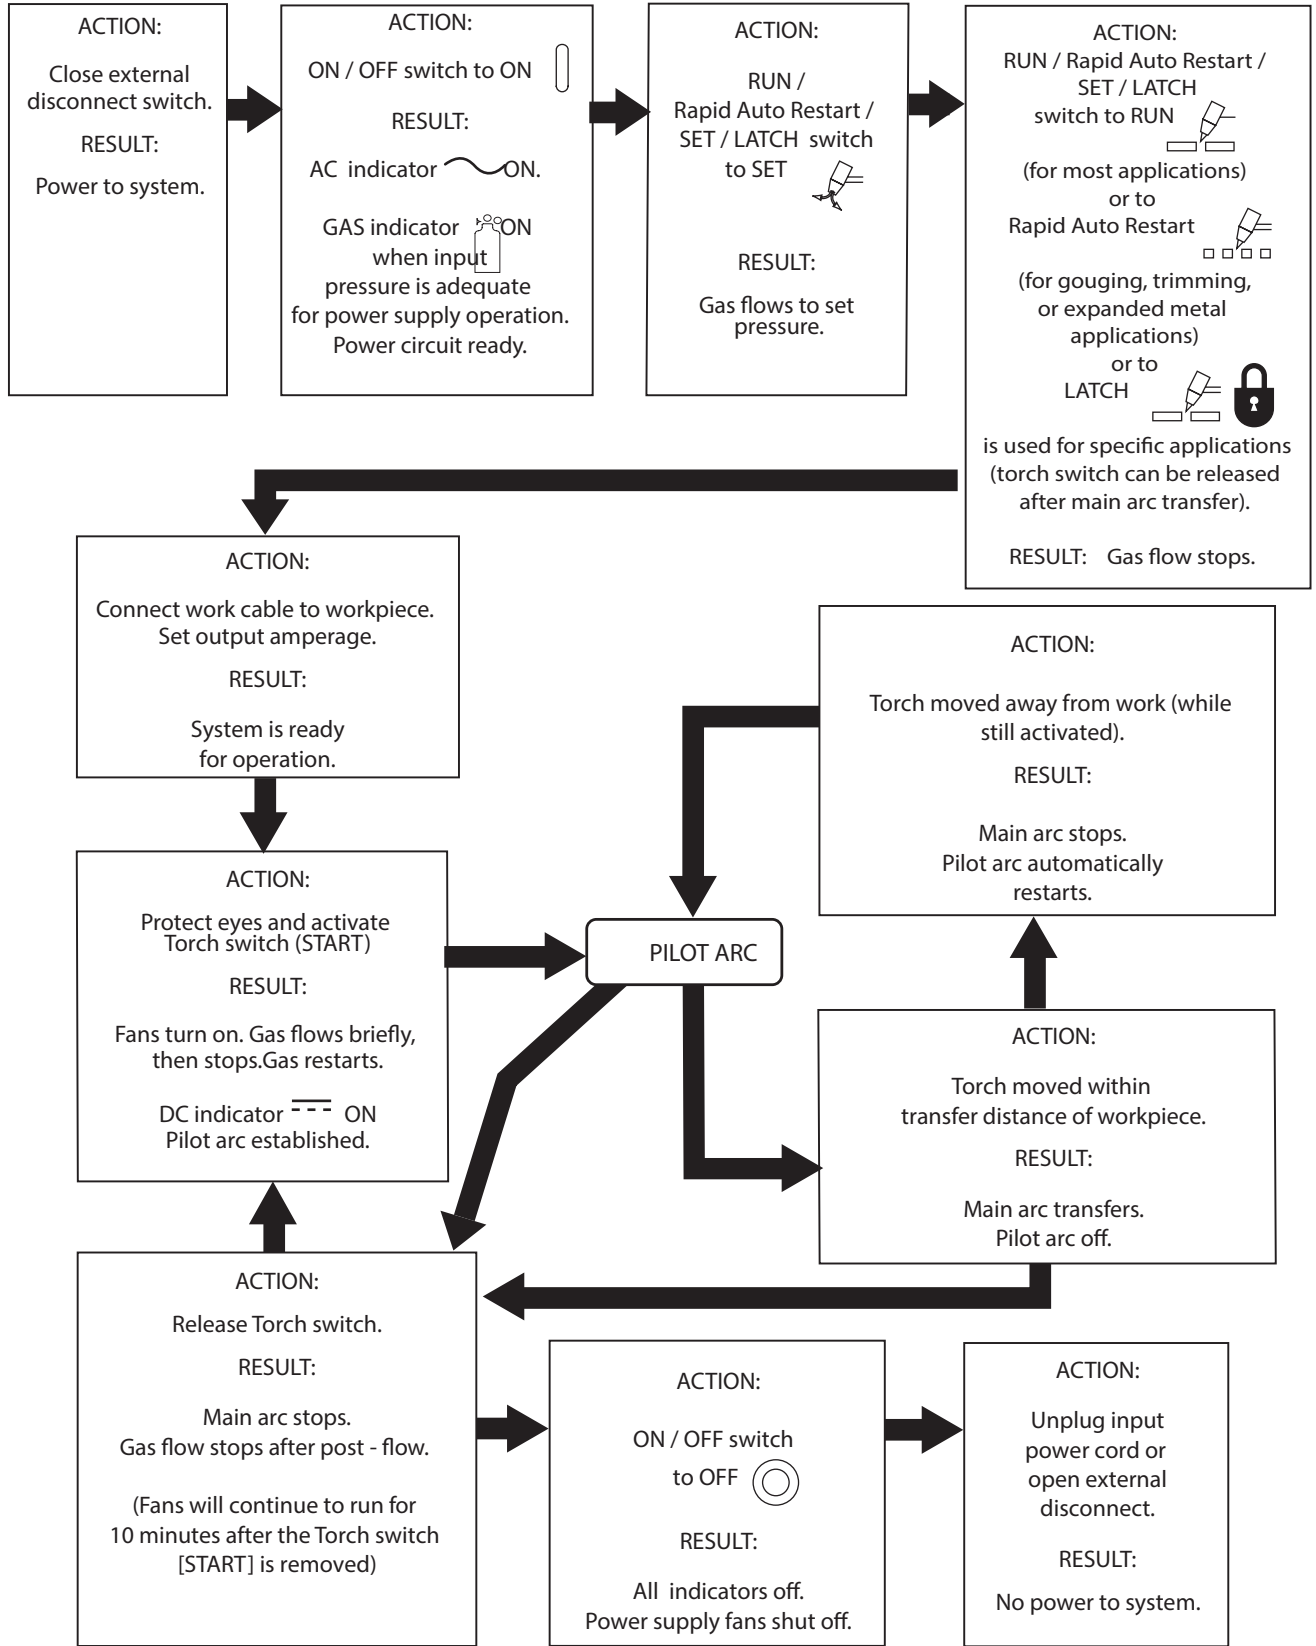 ACTION:
Close external
disconnect switch.
RESULT:
Power to system.
ACTION:
ON / OFF switch to ON
RESULT:
AC indicator ON.
GAS indicator ON
when input
pressure is adequate
for power supply operation.
Power circuit ready.
ACTION:
RUN /
Rapid Auto Restart /
SET / LATCH switch
to SET
RESULT:
Gas flows to set
pressure.
ACTION:
RUN / Rapid Auto Restart /
SET / LATCH
switch to RUN
(for most applications)
or to
Rapid Auto Restart
(for gouging, trimming,
or expanded metal
applications)
or to
LATCH
is used for specific applications
(torch switch can be released
after main arc transfer).
RESULT: Gas flow stops.
ACTION:
Connect work cable to workpiece.
Set output amperage.
RESULT:
System is ready
for operation.
ACTION:
Protect eyes and activate
Torch switch (START)
RESULT:
Fans turn on. Gas flows briefly,
then stops.Gas restarts.
DC indicator ON
Pilot arc established.
PILOT ARC
ACTION:
Torch moved away from work (while
still activated).
RESULT:
Main arc stops.
Pilot arc automatically
restarts.
ACTION:
Torch moved within
transfer distance of workpiece.
RESULT:
Main arc transfers.
Pilot arc off.
ACTION:
Release Torch switch.
RESULT:
Main arc stops.
Gas flow stops after post - flow.
(Fans will continue to run for
10 minutes after the Torch switch
[START] is removed)
ACTION:
ON / OFF switch
to OFF
RESULT:
All indicators off.
Power supply fans shut off.
ACTION:
Unplug input
power cord or
open external
disconnect.
RESULT:
No power to system.